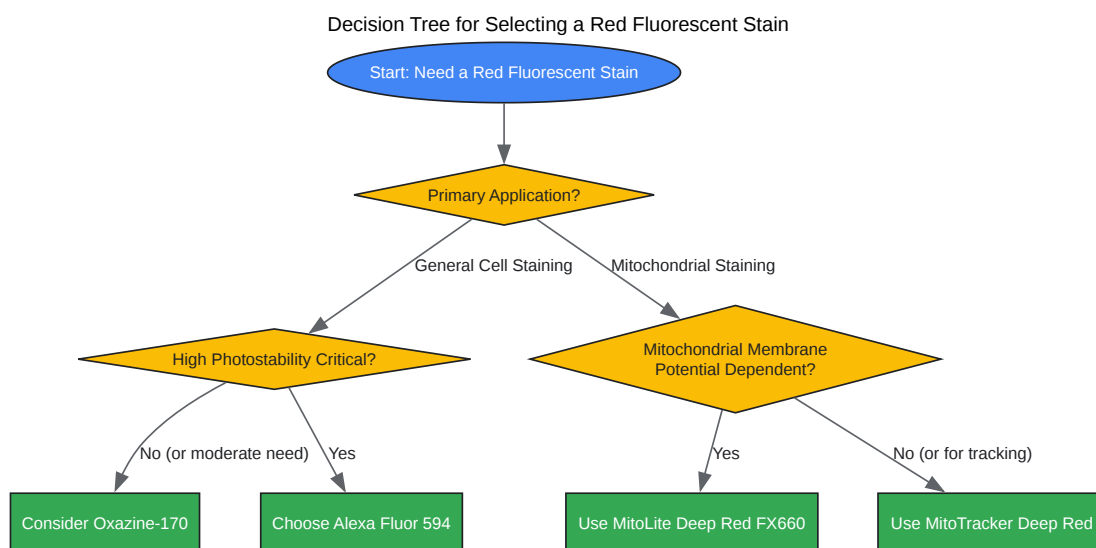 Decision Tree for Selecting a Red Fluorescent Stain
Start: Need a Red Fluorescent Stain
Primary Application?
General Cell Staining
Mitochondrial Staining
High Photostability Critical?
Mitochondrial Membrane
Potential Dependent?
No (or moderate need)
Yes
Yes
No (or for tracking)
Consider Oxazine-170
Choose Alexa Fluor 594
Use MitoLite Deep Red FX660
Use MitoTracker Deep Red